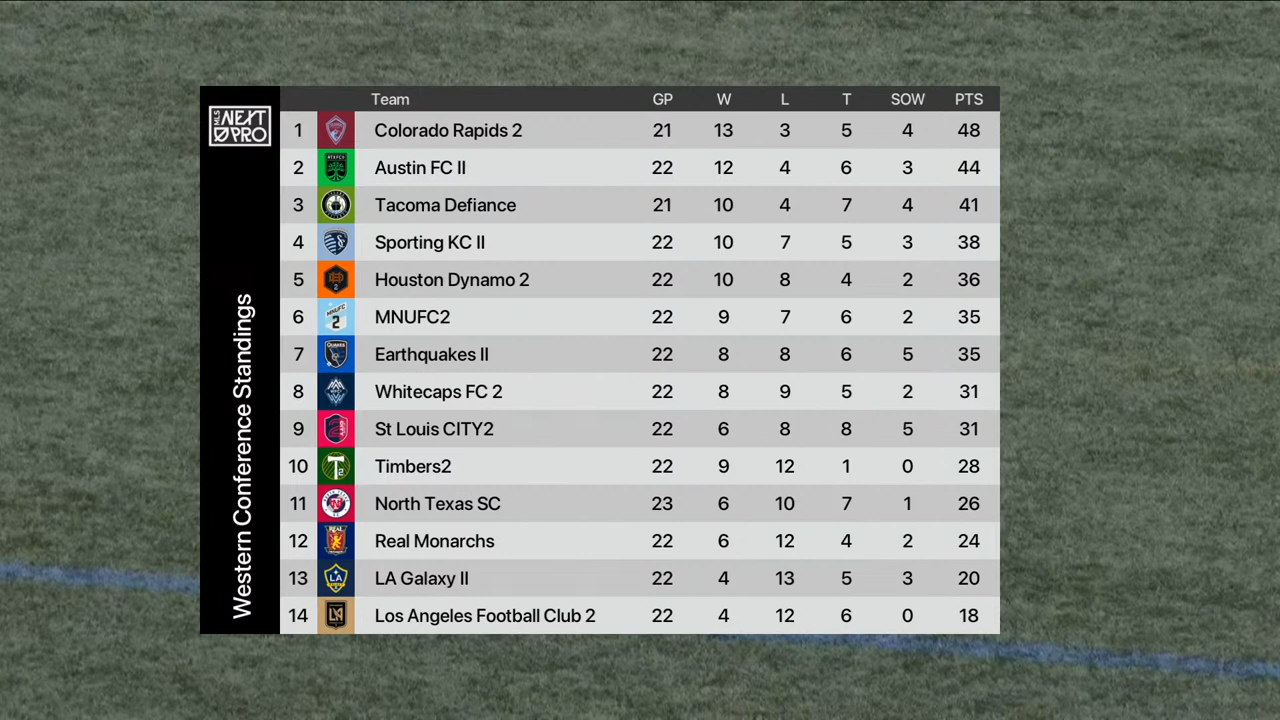 MLS NEXT PRO
Western Conference Standings
Team GP W L T SOW PTS
1 Colorado Rapids 2 21 13 3 5 4 48
2 Austin FC II 22 12 4 6 3 44
3 Tacoma Defiance 21 10 4 7 4 41
4 Sporting KC II 22 10 7 5 3 38
5 Houston Dynamo 2 22 10 8 4 2 36
6 MNUFC2 22 9 7 6 2 35
7 Earthquakes II 22 8 8 6 5 35
8 Whitecaps FC 2 22 8 9 5 2 31
9 St Louis CITY2 22 6 8 8 5 31
10 Timbers2 22 9 12 1 0 28
11 North Texas SC 23 6 10 7 1 26
12 Real Monarchs 22 6 12 4 2 24
13 LA Galaxy II 22 4 13 5 3 20
14 Los Angeles Football Club 2 22 4 12 6 0 18